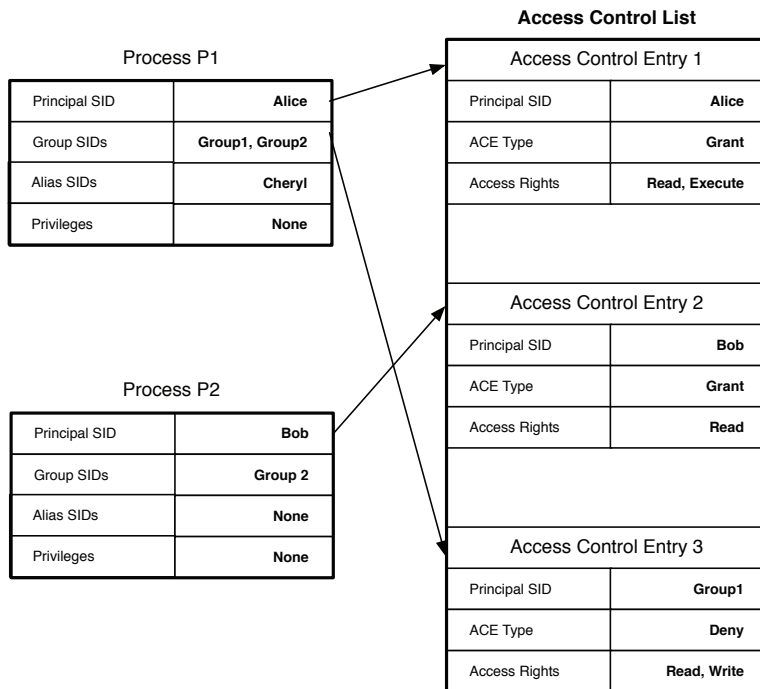 Access Control List
Process P1
Principal SID Alice
Group SIDs Group1, Group2
Alias SIDs Cheryl
Privileges None
Process P2
Principal SID Bob
Group SIDs Group 2
Alias SIDs None
Privileges None
Access Control Entry 1
Principal SID Alice
ACE Type Grant
Access Rights Read, Execute
Access Control Entry 2
Principal SID Bob
ACE Type Grant
Access Rights Read
Access Control Entry 3
Principal SID Group1
ACE Type Deny
Access Rights Read, Write